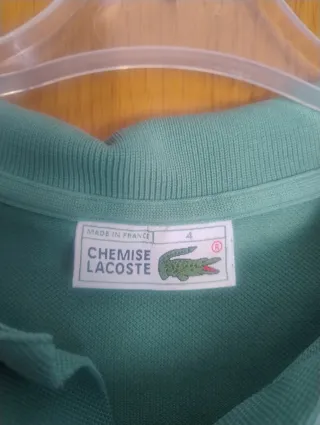 MADE IN FRANCE 4
CHEMISE
LACOSTE ®